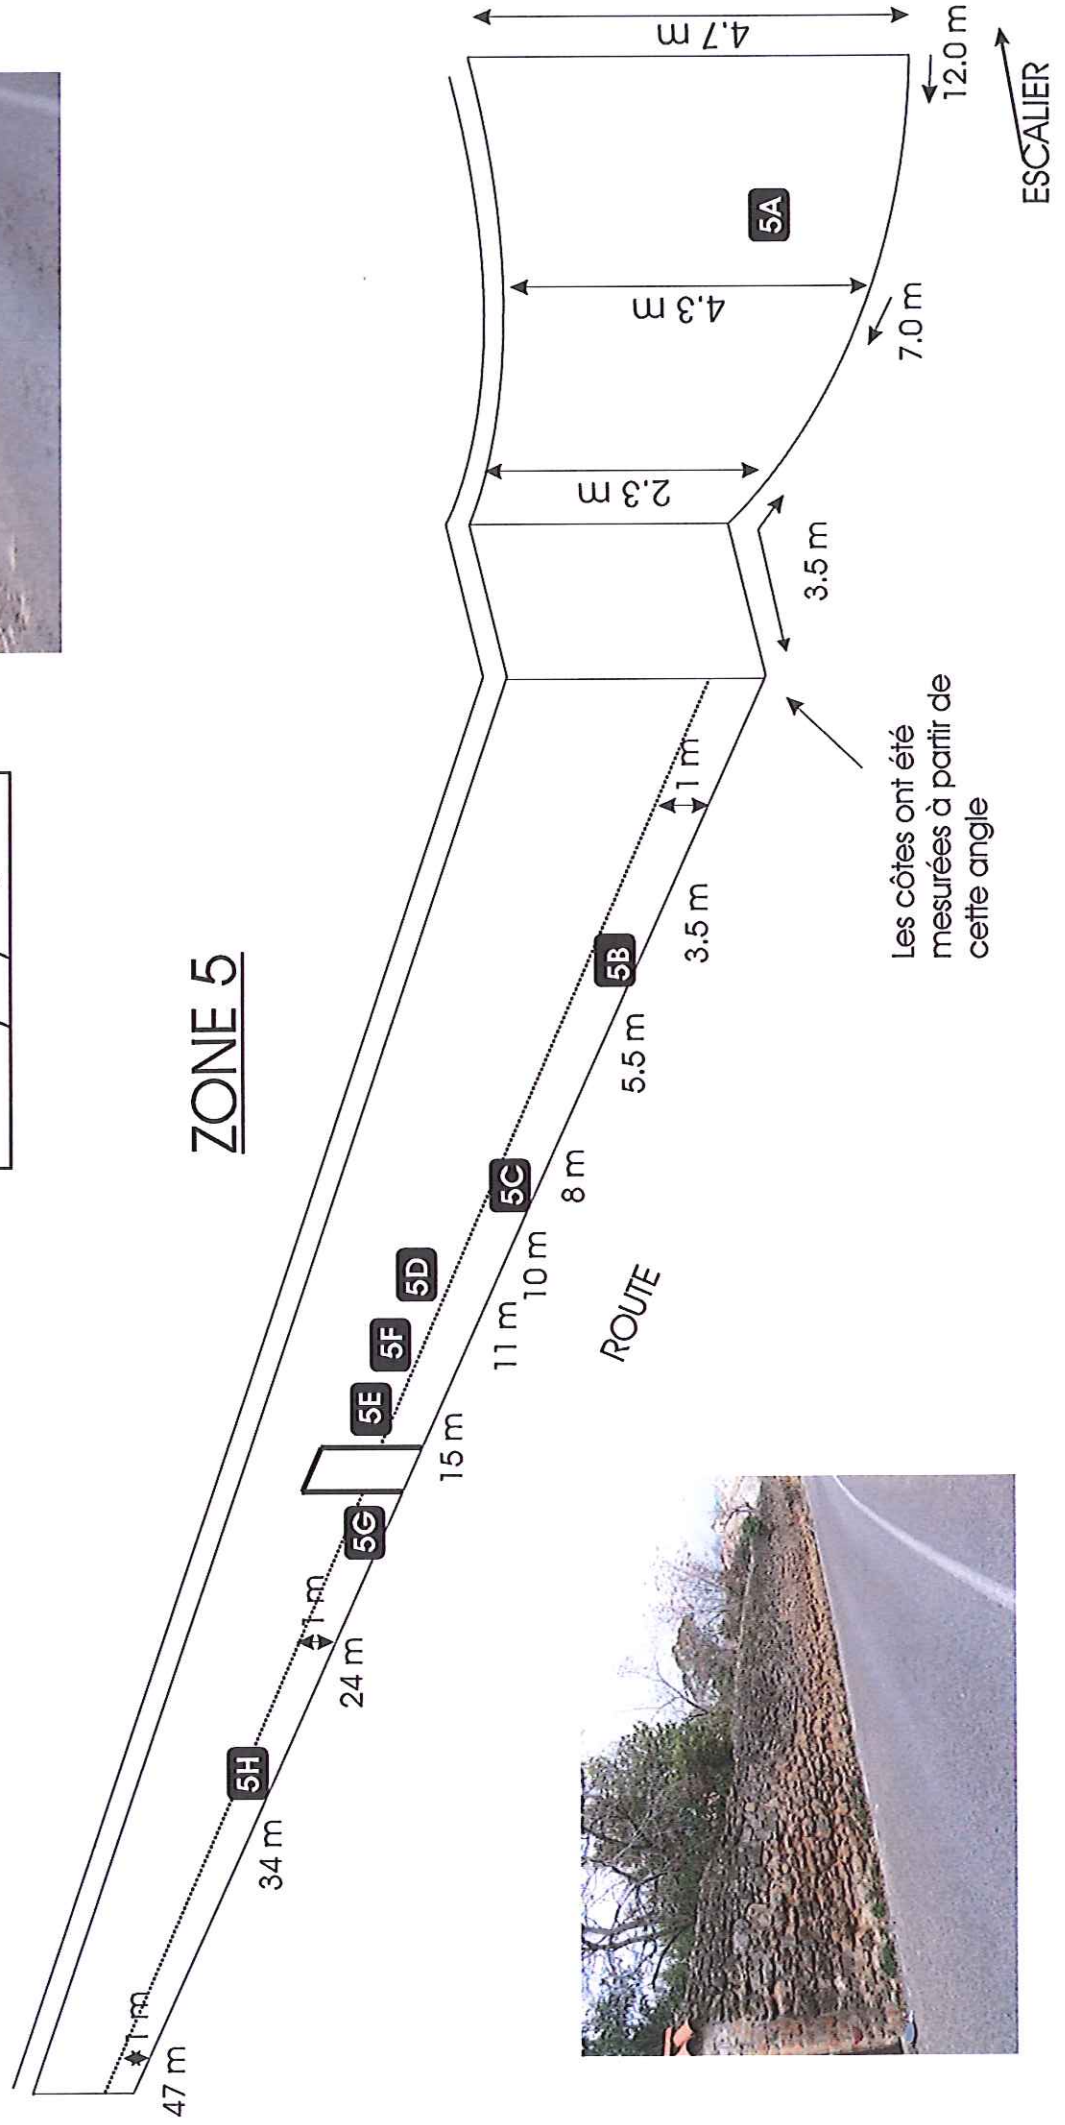 ZONE 5
4.7 m
12.0 m
ESCALIER
5A
4.3 m
7.0 m
2.3 m
3.5 m
Les côtes ont été
mesurées à partir de
cette angle
1 m
3.5 m
5B
5.5 m
5C
8 m
10 m
5D
11 m
5F
5E
15 m
ROUTE
5G
1 m
24 m
5H
34 m
1 m
47 m